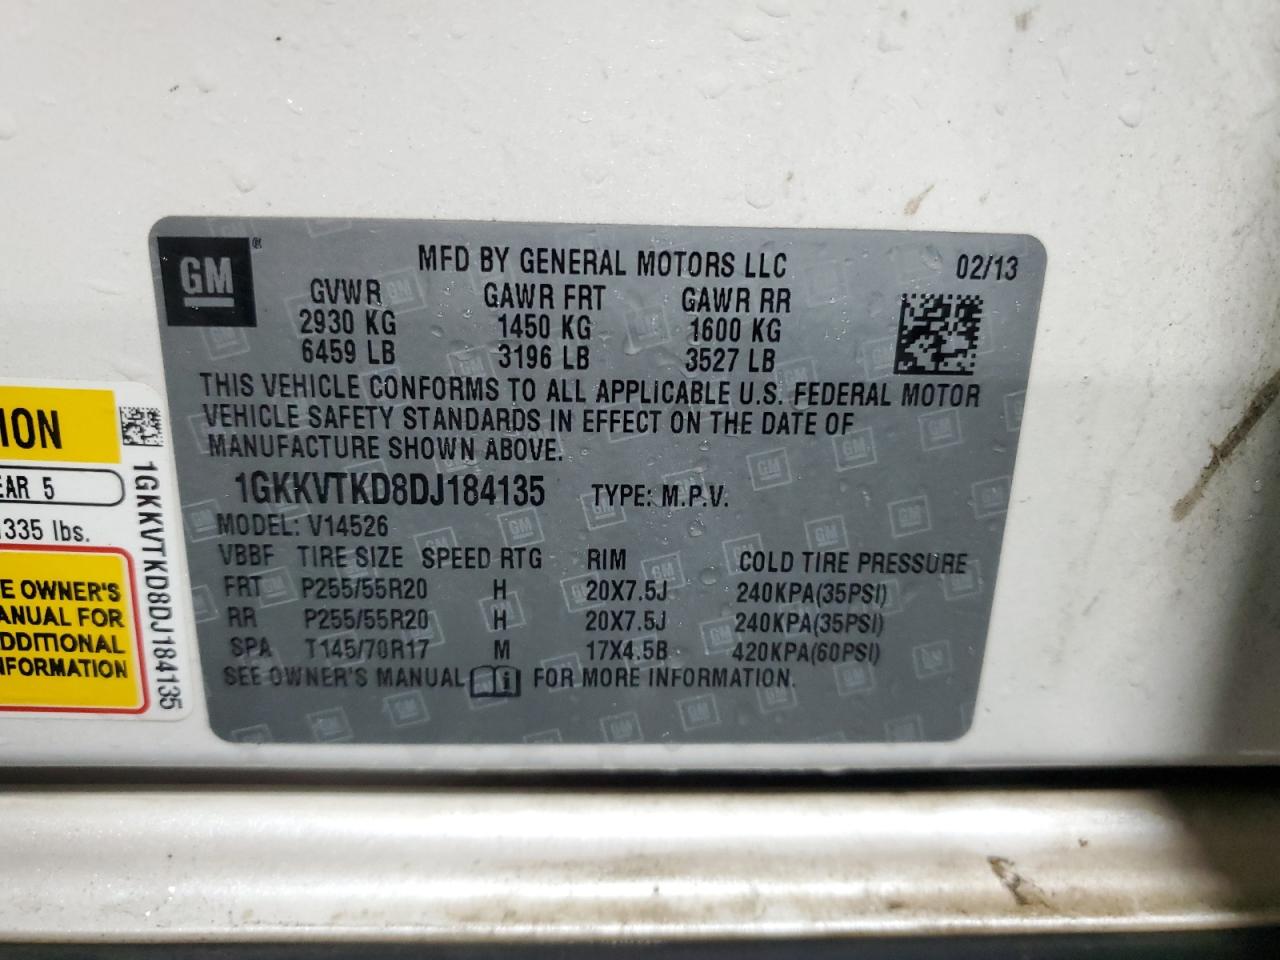 GM ®
MFD BY GENERAL MOTORS LLC 02/13
GVWR GAWR FRT GAWR RR
2930 KG 1450 KG 1600 KG
6459 LB 3196 LB 3527 LB
THIS VEHICLE CONFORMS TO ALL APPLICABLE U.S. FEDERAL MOTOR
VEHICLE SAFETY STANDARDS IN EFFECT ON THE DATE OF
MANUFACTURE SHOWN ABOVE.
1GKKVTKD8DJ184135 TYPE: M.P.V.
MODEL: V14526
VBBF TIRE SIZE SPEED RTG RIM COLD TIRE PRESSURE
FRT P255/55R20 H 20X7.5J 240KPA(35PSI)
RR P255/55R20 H 20X7.5J 240KPA(35PSI)
SPA T145/70R17 M 17X4.5B 420KPA(60PSI)
SEE OWNER'S MANUAL FOR MORE INFORMATION.
ION
EAR 5
335 lbs.
E OWNER'S
ANUAL FOR
DDITIONAL
NFORMATION
1GKKVTKD8DJ184135